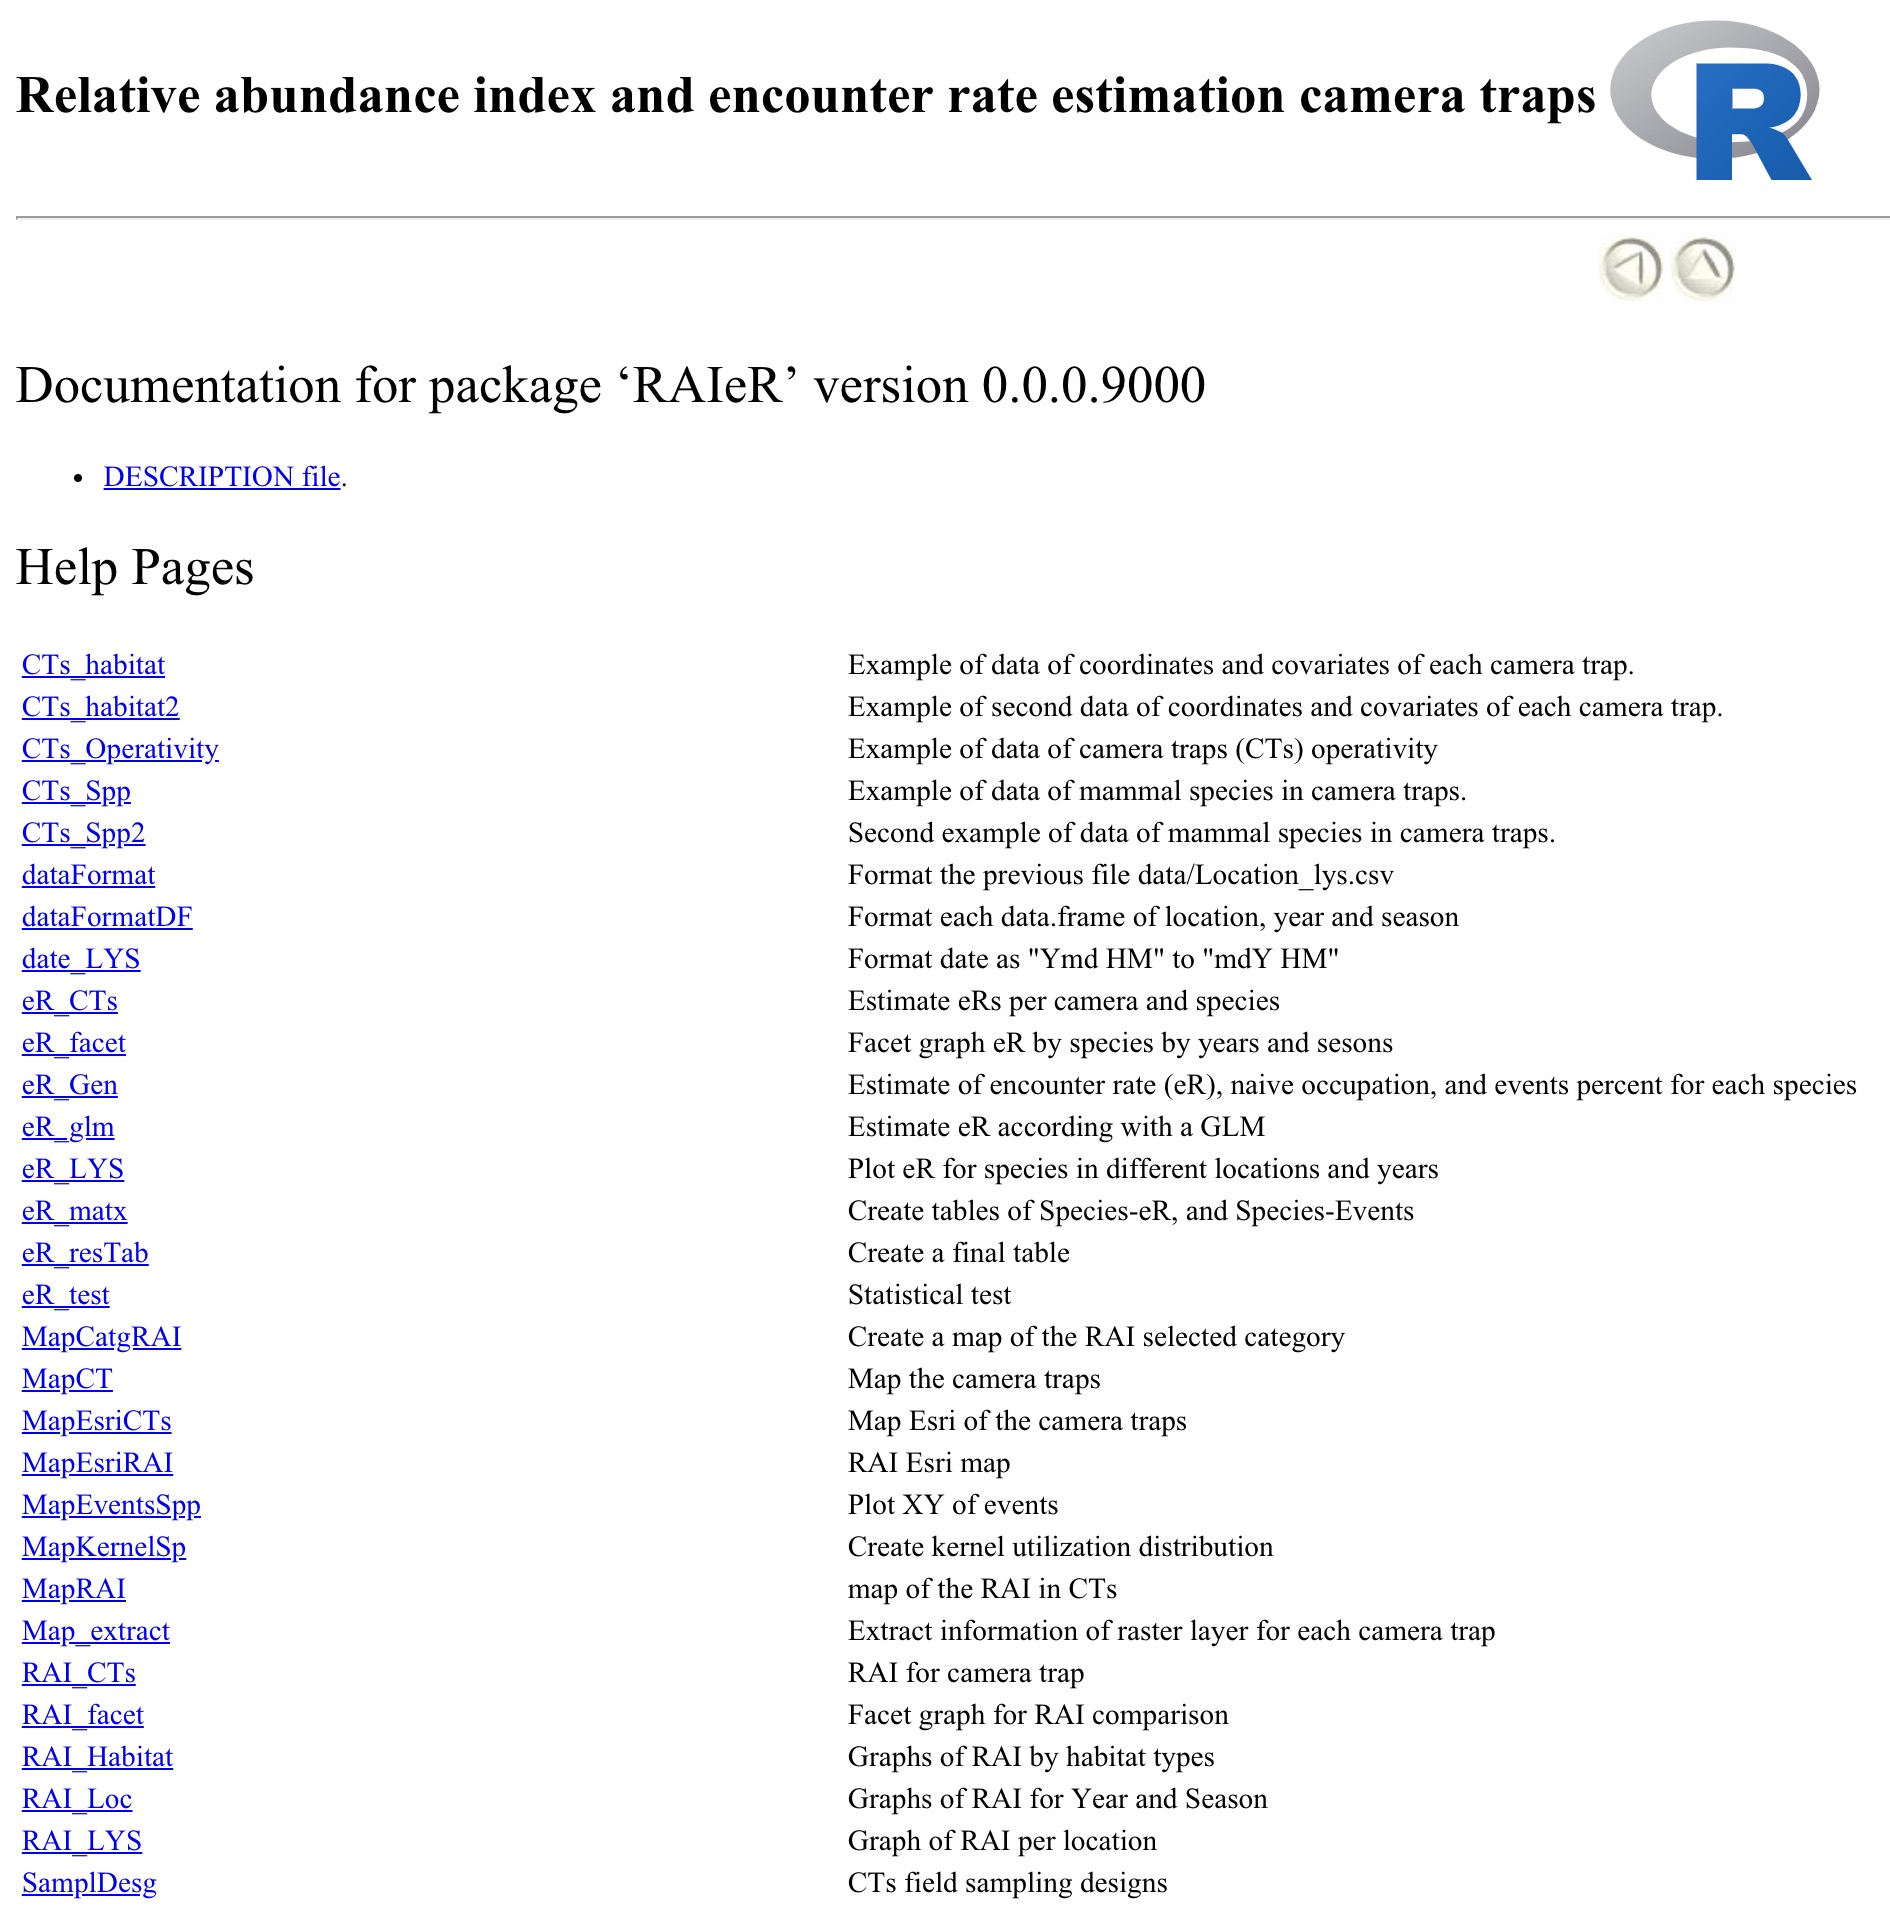 Relative abundance index and encounter rate estimation camera traps R
Documentation for package ‘RAIeR’ version 0.0.0.9000
• DESCRIPTION file.
Help Pages
CTs_habitat Example of data of coordinates and covariates of each camera trap.
CTs_habitat2 Example of second data of coordinates and covariates of each camera trap.
CTs_Operativity Example of data of camera traps (CTs) operativity
CTs_Spp Example of data of mammal species in camera traps.
CTs_Spp2 Second example of data of mammal species in camera traps.
dataFormat Format the previous file data/Location_lys.csv
dataFormatDF Format each data.frame of location, year and season
date_LYS Format date as "Ymd HM" to "mdY HM"
eR_CTs Estimate eRs per camera and species
eR_facet Facet graph eR by species by years and sesons
eR_Gen Estimate of encounter rate (eR), naive occupation, and events percent for each species
eR_glm Estimate eR according with a GLM
eR_LYS Plot eR for species in different locations and years
eR_matx Create tables of Species-eR, and Species-Events
eR_resTab Create a final table
eR_test Statistical test
MapCatgRAI Create a map of the RAI selected category
MapCT Map the camera traps
MapEsriCTs Map Esri of the camera traps
MapEsriRAI RAI Esri map
MapEventsSpp Plot XY of events
MapKernelSp Create kernel utilization distribution
MapRAI map of the RAI in CTs
Map_extract Extract information of raster layer for each camera trap
RAI_CTs RAI for camera trap
RAI_facet Facet graph for RAI comparison
RAI_Habitat Graphs of RAI by habitat types
RAI_Loc Graphs of RAI for Year and Season
RAI_LYS Graph of RAI per location
SamplDesg CTs field sampling designs